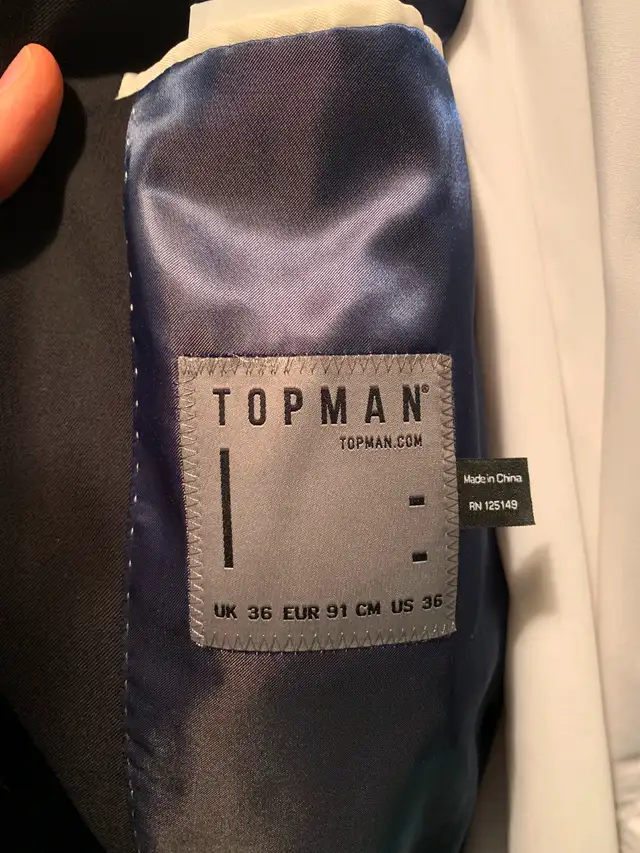 TOPMAN®
TOPMAN.COM
Made in China
RN 125149
UK 36 EUR 91 CM US 36